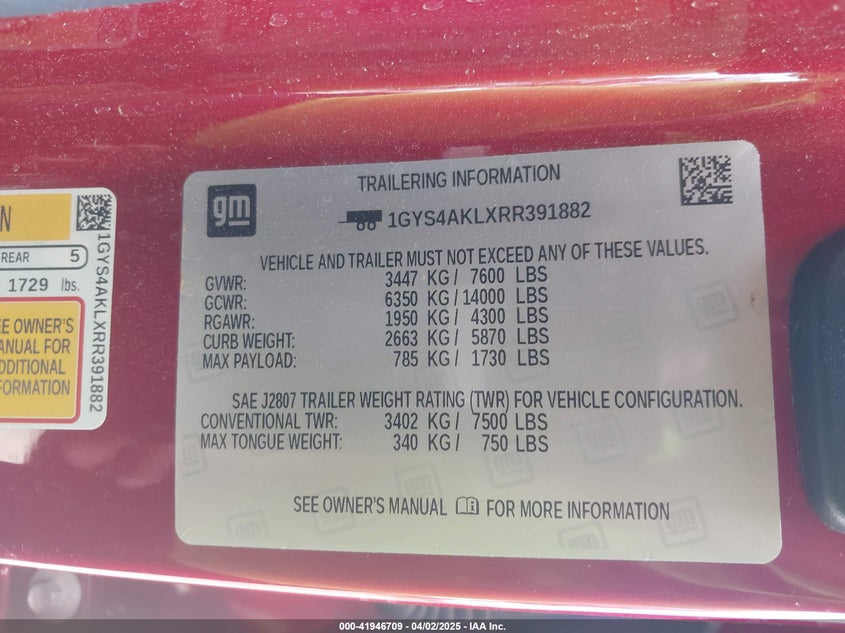 N
REAR 5
1729 lbs.
EE OWNER'S
ANUAL FOR
DDITIONAL
FORMATION
1GYS4AKLXRR391882
gm
TRAILERING INFORMATION
1GYS4AKLXRR391882
VEHICLE AND TRAILER MUST NOT EXCEED ANY OF THESE VALUES.
GVWR: 3447 KG / 7600 LBS
GCWR: 6350 KG / 14000 LBS
RGAWR: 1950 KG / 4300 LBS
CURB WEIGHT: 2663 KG / 5870 LBS
MAX PAYLOAD: 785 KG / 1730 LBS
SAE J2807 TRAILER WEIGHT RATING (TWR) FOR VEHICLE CONFIGURATION.
CONVENTIONAL TWR: 3402 KG / 7500 LBS
MAX TONGUE WEIGHT: 340 KG / 750 LBS
SEE OWNER'S MANUAL FOR MORE INFORMATION
000-41946709 - 04/02/2025 - IAA Inc.